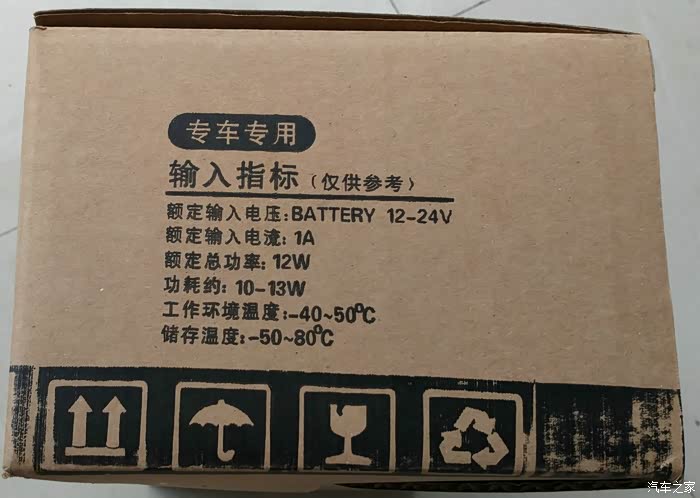 专车专用
输入指标（仅供参考）
额定输入电压:BATTERY 12-24V
额定输入电流: 1A
额定总功率: 12W
功耗约: 10-13W
工作环境温度:-40~50℃
储存温度:-50~80℃
汽车之家